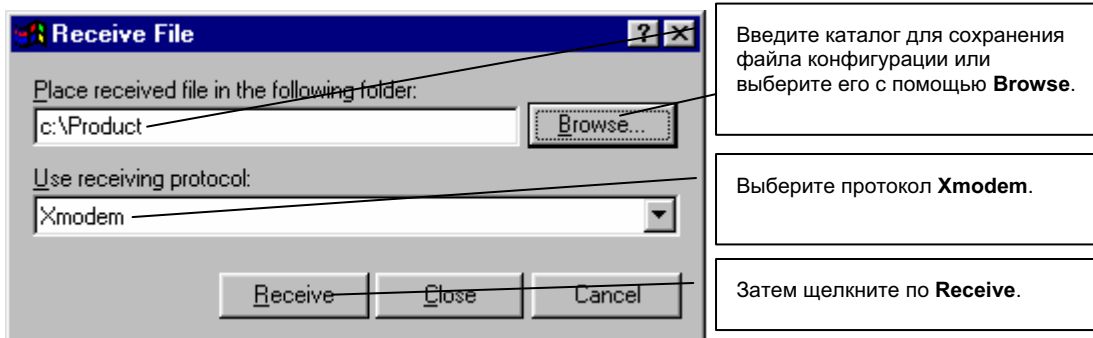 Receive File
Place received file in the following folder:
c:\Product
Browse...
Use receiving protocol:
Xmodem
Receive
Close
Cancel
Введите каталог для сохранения
файла конфигурации или
выберите его с помощью Browse.
Выберите протокол Xmodem.
Затем щелкните по Receive.